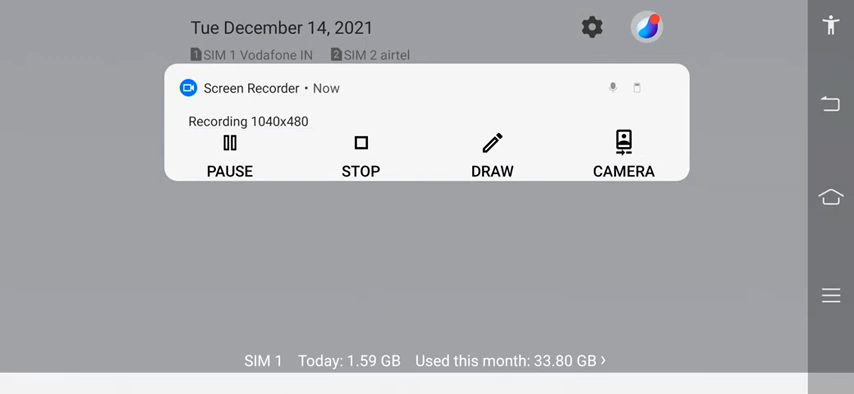 Tue December 14, 2021
1 SIM 1 Vodafone IN 2 SIM 2 airtel
Screen Recorder • Now
Recording 1040x480
PAUSE STOP DRAW CAMERA
SIM 1 Today: 1.59 GB Used this month: 33.80 GB ›